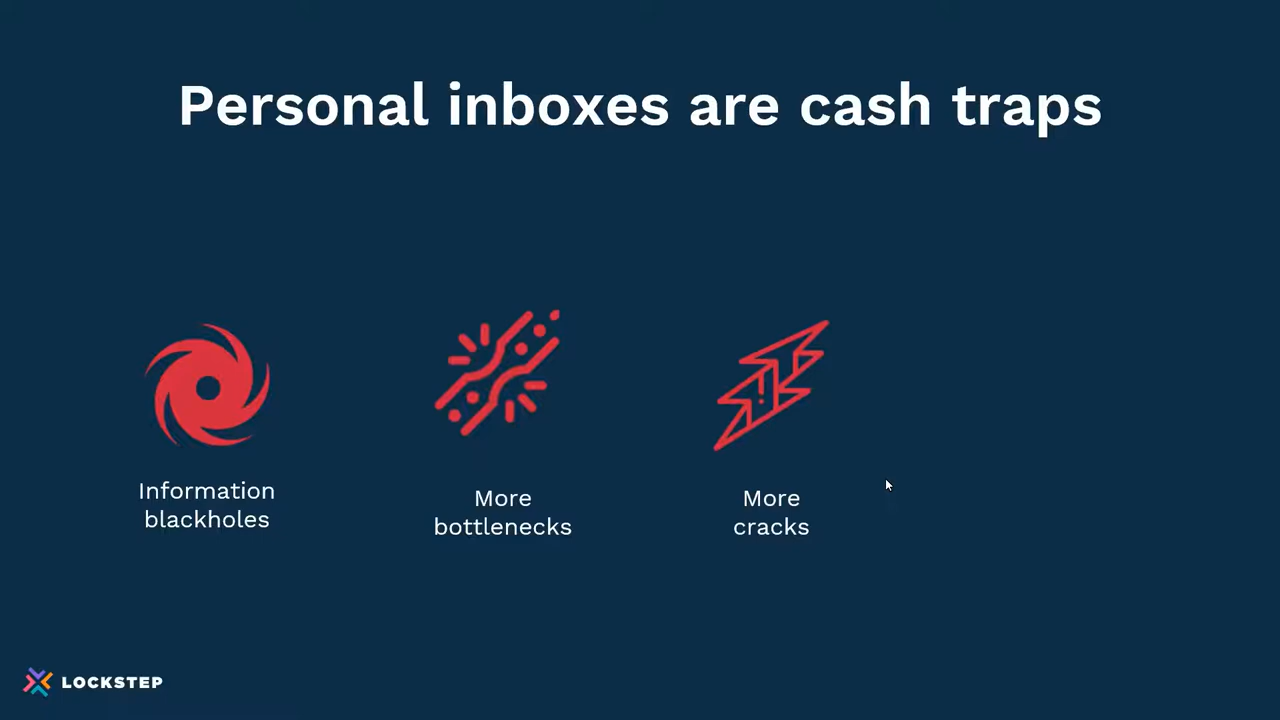 Personal inboxes are cash traps
Information
blackholes
More
bottlenecks
More
cracks
LOCKSTEP